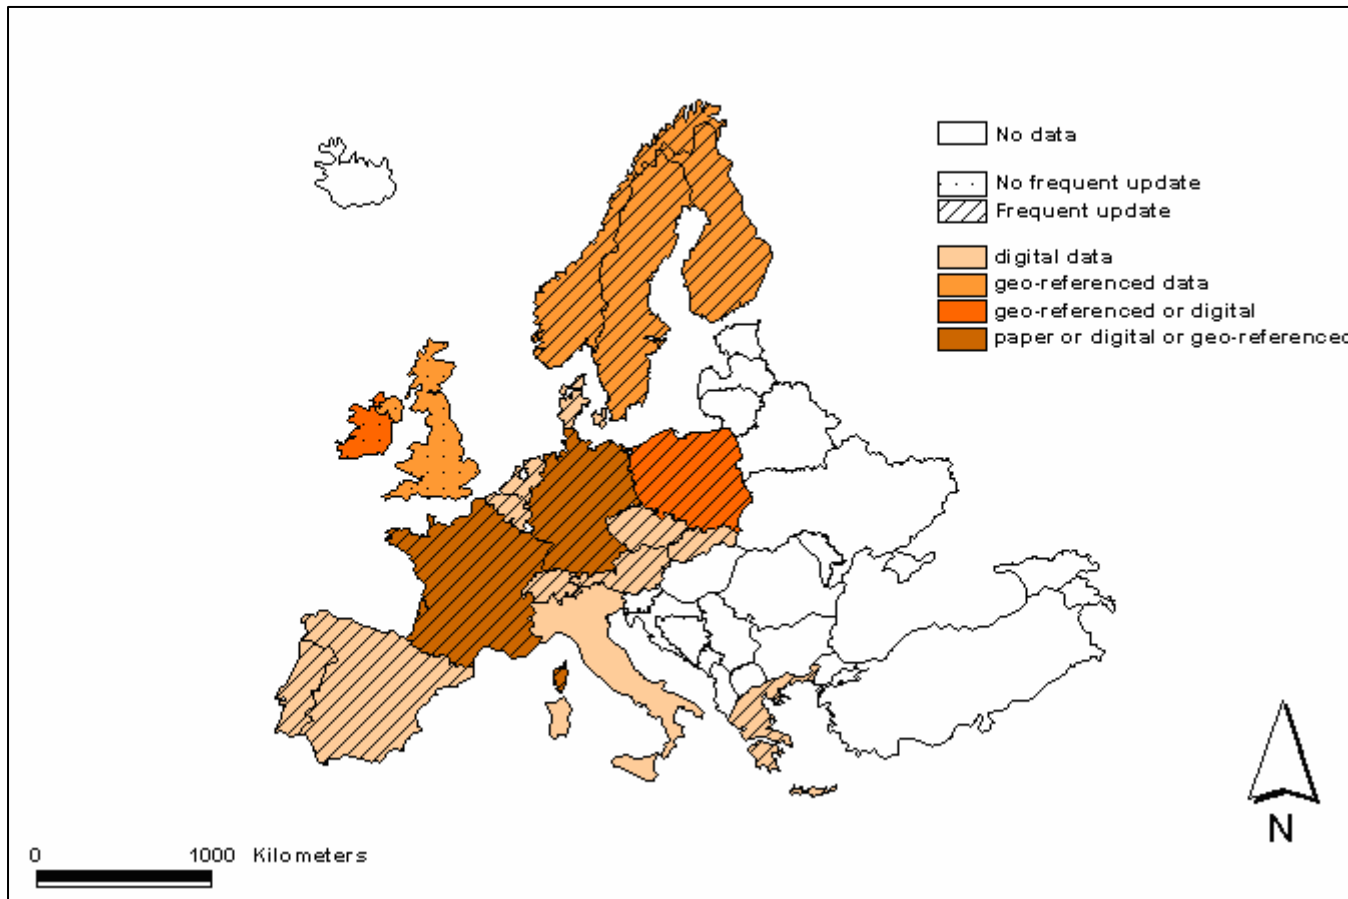 No data
No frequent update
Frequent update
digital data
geo-referenced data
geo-referenced or digital
paper or digital or geo-referenced
N
0 1000 Kilometers